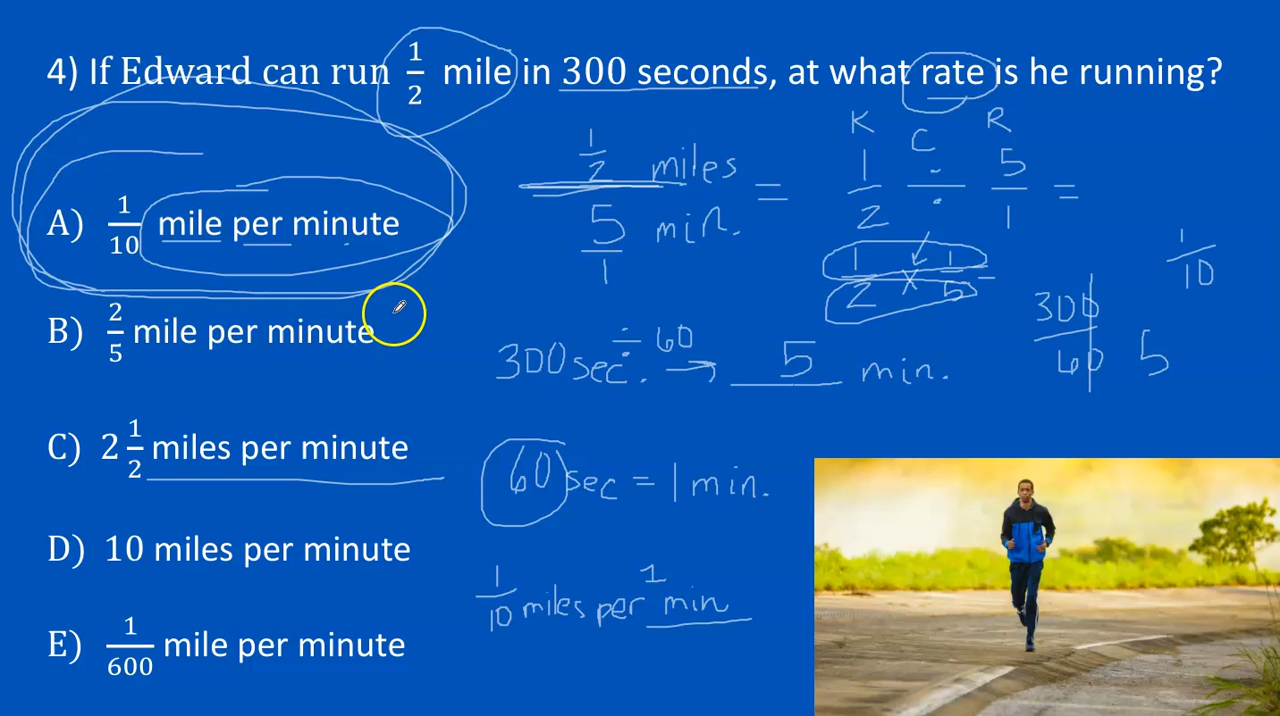 4) If Edward can run 1/2 mile in 300 seconds, at what rate is he running?
K C R
1/2 miles = 1/2 ÷ 5/1 =
5/1 min.
A) 1/10 mile per minute
1/2 × 1/5 = 1/10
B) 2/5 mile per minute
300 sec. ÷ 60 → 5 min.
300/60 5
C) 2 1/2 miles per minute
60 sec = 1 min.
D) 10 miles per minute
1/10 miles per 1 min
E) 1/600 mile per minute